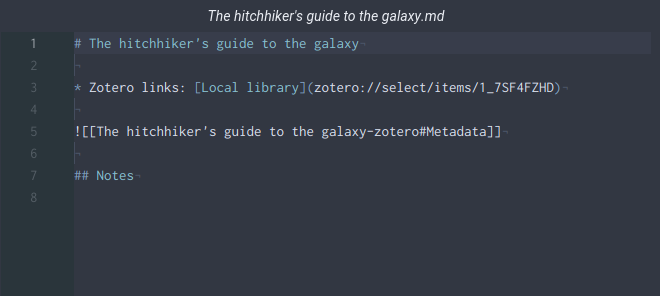 The hitchhiker's guide to the galaxy.md
1 # The hitchhiker's guide to the galaxy¬
2 ¬
3 * Zotero links: [Local library](zotero://select/items/1_7SF4FZHD)¬
4 ¬
5 ![[The hitchhiker's guide to the galaxy-zotero#Metadata]]¬
6 ¬
7 ## Notes¬
8